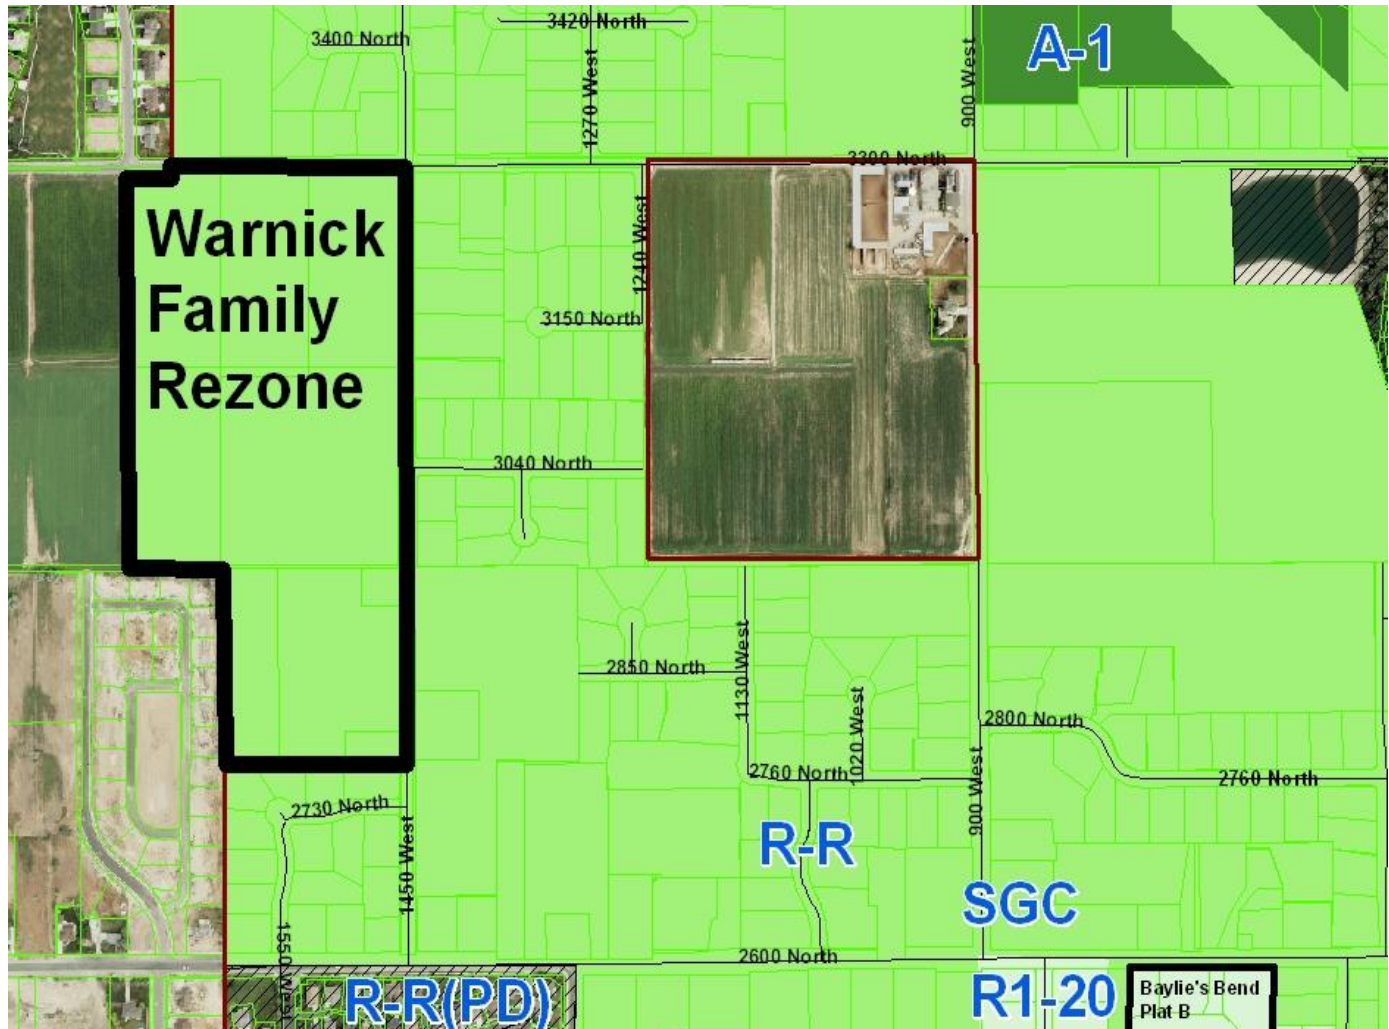 3420 North
3400 North
1270 West
900 West
A-1
3300 North
Warnick
Family
Rezone
1240 West
3150 North
3040 North
2850 North
1130 West
1020 West
2800 North
2760 North
2760 North
900 West
2730 North
1450 West
R-R
SGC
1550 West
2600 North
R-R(PD)
R1-20
Baylie's Bend
Plat B